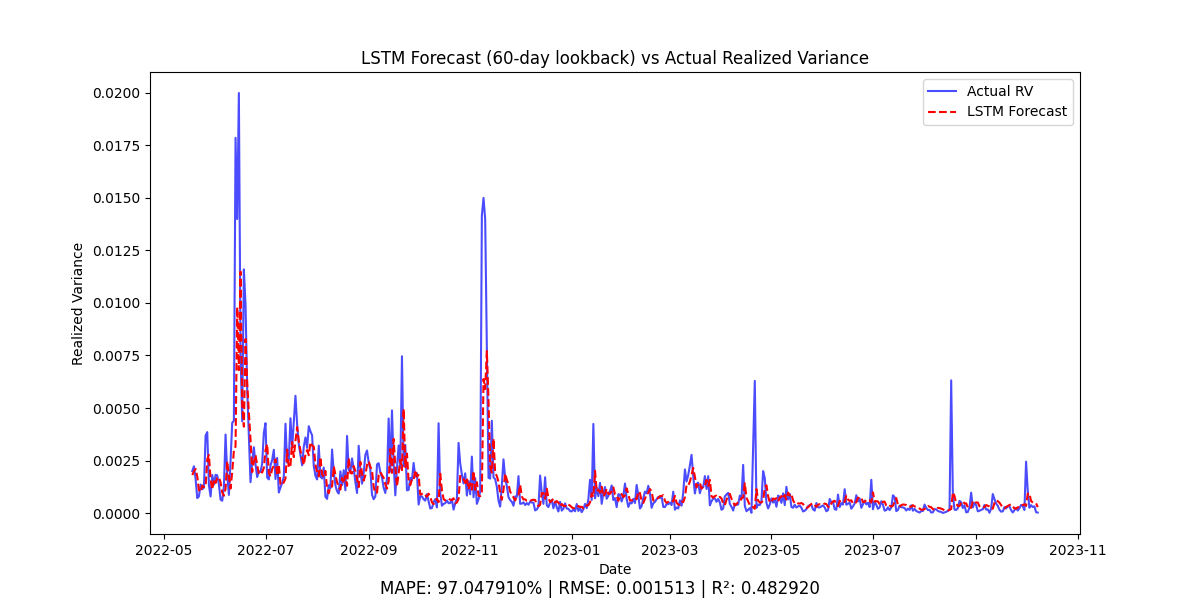 LSTM Forecast (60-day lookback) vs Actual Realized Variance
Actual RV
LSTM Forecast
Realized Variance
0.0200
0.0175
0.0150
0.0125
0.0100
0.0075
0.0050
0.0025
0.0000
2022-05 2022-07 2022-09 2022-11 2023-01 2023-03 2023-05 2023-07 2023-09 2023-11
Date
MAPE: 97.047910% | RMSE: 0.001513 | R²: 0.482920